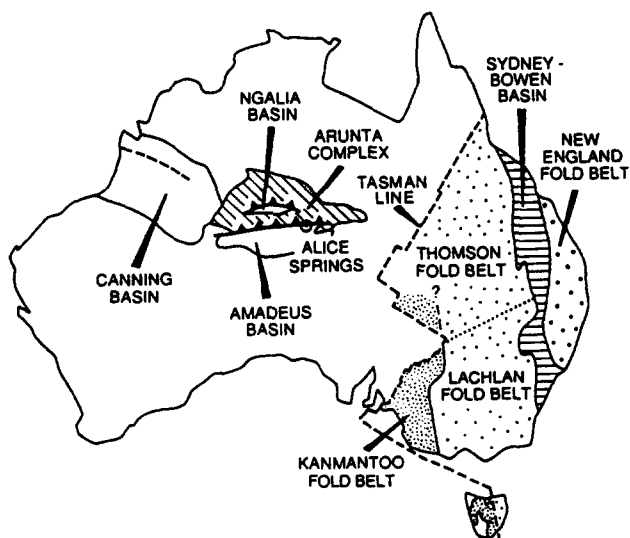 SYDNEY -
BOWEN
BASIN
NGALIA
BASIN
ARUNTA
COMPLEX
NEW
ENGLAND
FOLD BELT
TASMAN
LINE
THOMSON
FOLD BELT
?
ALICE
SPRINGS
CANNING
BASIN
AMADEUS
BASIN
LACHLAN
FOLD BELT
KANMANTOO
FOLD BELT